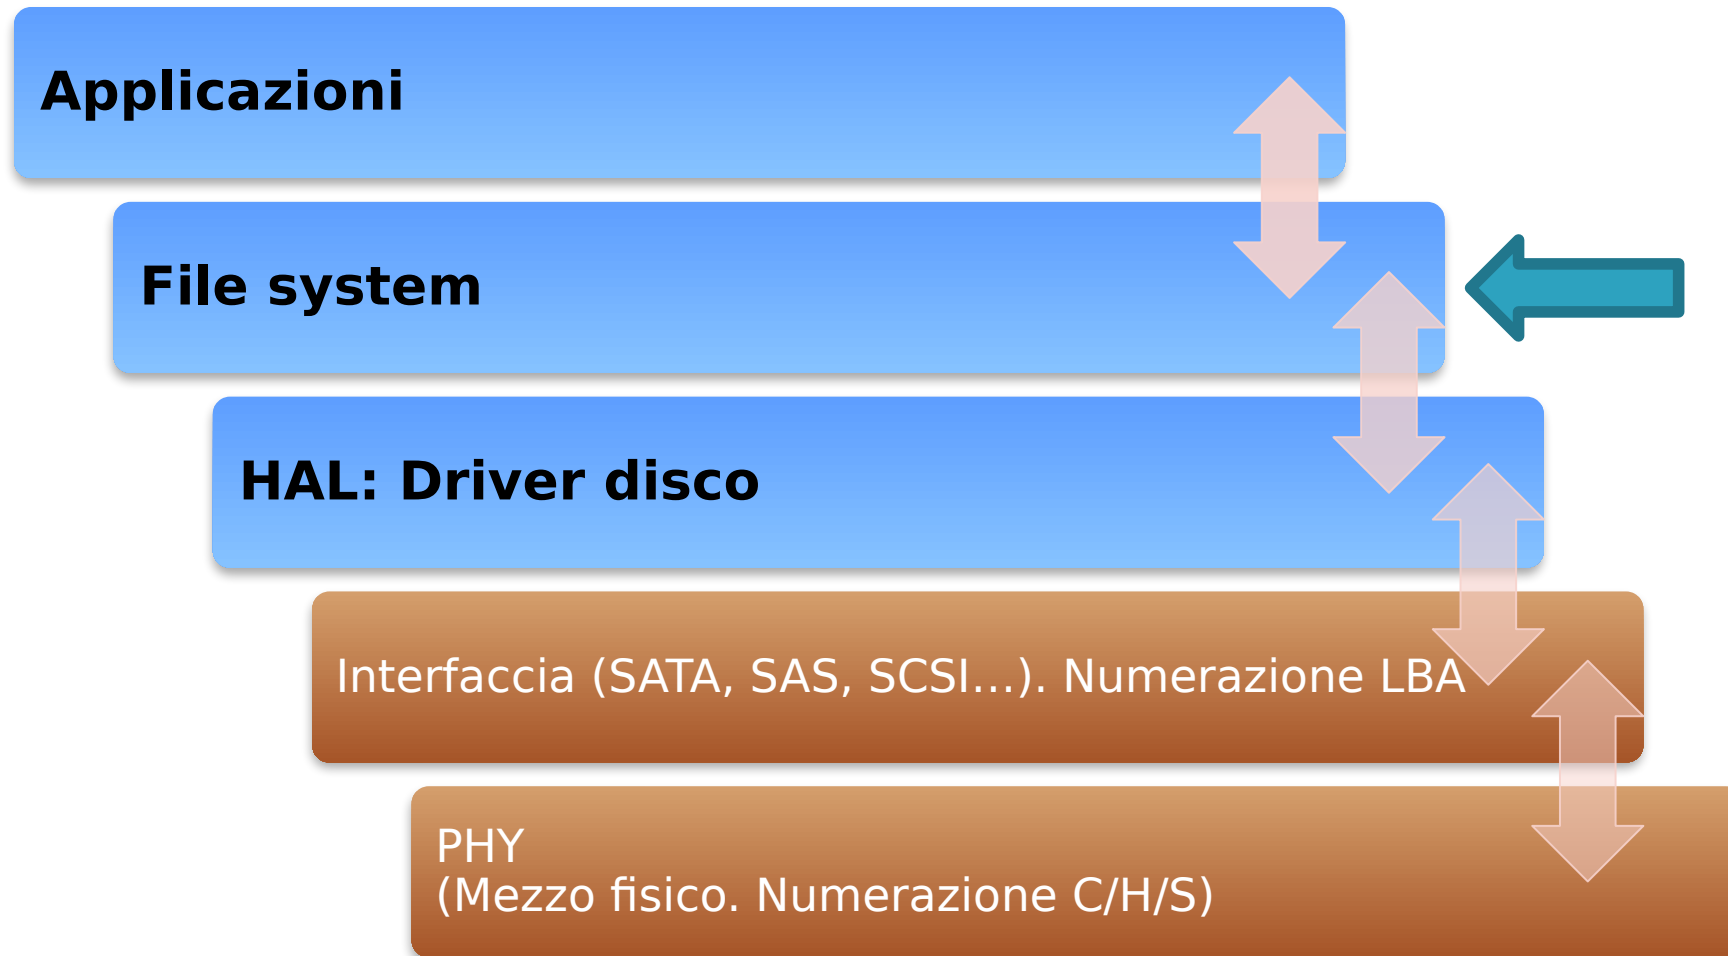 Applicazioni
File system
HAL: Driver disco
Interfaccia (SATA, SAS, SCSI...). Numerazione LBA
PHY
(Mezzo fisico. Numerazione C/H/S)